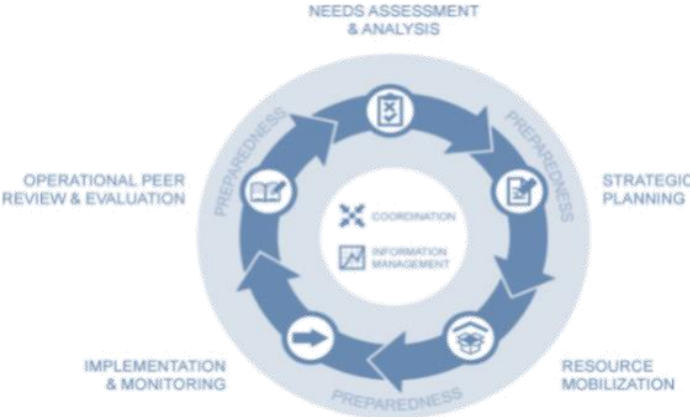 NEEDS ASSESSMENT
& ANALYSIS
PREPAREDNESS
PREPAREDNESS
OPERATIONAL PEER
REVIEW & EVALUATION
STRATEGIC
PLANNING
COORDINATION
INFORMATION
MANAGEMENT
IMPLEMENTATION
& MONITORING
RESOURCE
MOBILIZATION
PREPAREDNESS